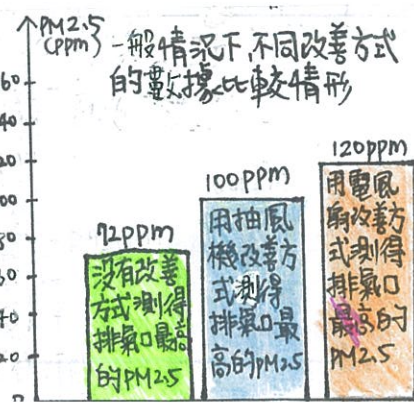 PM2.5
(ppm)
一般情況下,不同改善方式
的數據比較情形
60
40
20
00
80
60
40
20
0
72ppm
沒有改善
方式測得
排氣口最高
的PM2.5
100ppm
用抽風
機改善方
式測得
排氣口最
高的PM2.5
120ppm
用電風
扇改善方
式測得
排氣口
最高的
PM2.5